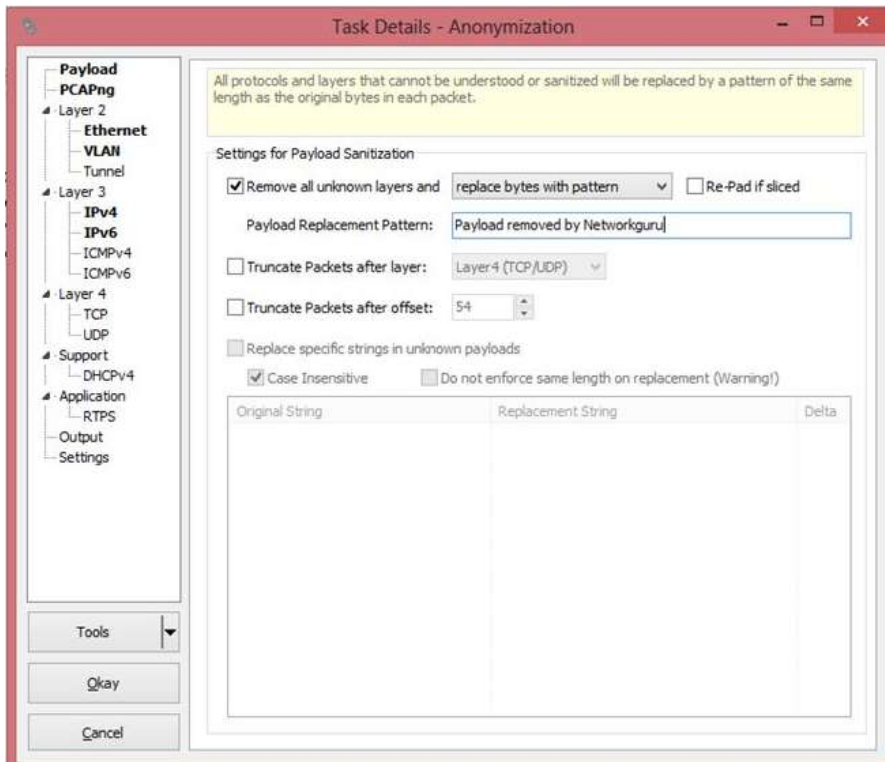 Task Details - Anonymization
Payload
PCAPng
Layer 2
Ethernet
VLAN
Tunnel
Layer 3
IPv4
IPv6
ICMPv4
ICMPv6
Layer 4
TCP
UDP
Support
DHCPv4
Application
RTPS
Output
Settings
Tools
Okay
Cancel
All protocols and layers that cannot be understood or sanitized will be replaced by a pattern of the same
length as the original bytes in each packet.
Settings for Payload Sanitization
Remove all unknown layers and replace bytes with pattern Re-Pad if sliced
Payload Replacement Pattern: Payload removed by Networkguru
Truncate Packets after layer: Layer4 (TCP/UDP)
Truncate Packets after offset: 54
Replace specific strings in unknown payloads
Case Insensitive Do not enforce same length on replacement (Warning!)
Original String Replacement String Delta